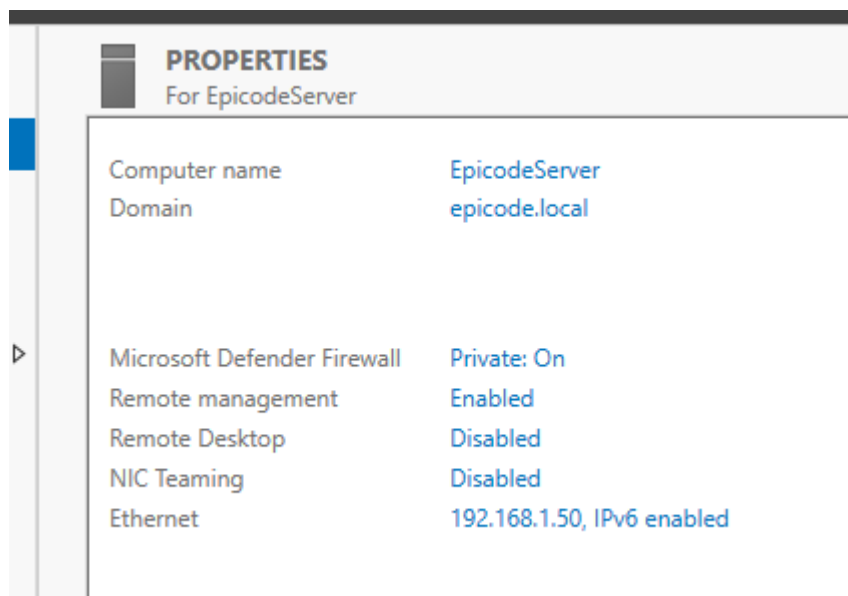 PROPERTIES
For EpicodeServer
Computer name EpicodeServer
Domain epicode.local
Microsoft Defender Firewall Private: On
Remote management Enabled
Remote Desktop Disabled
NIC Teaming Disabled
Ethernet 192.168.1.50, IPv6 enabled